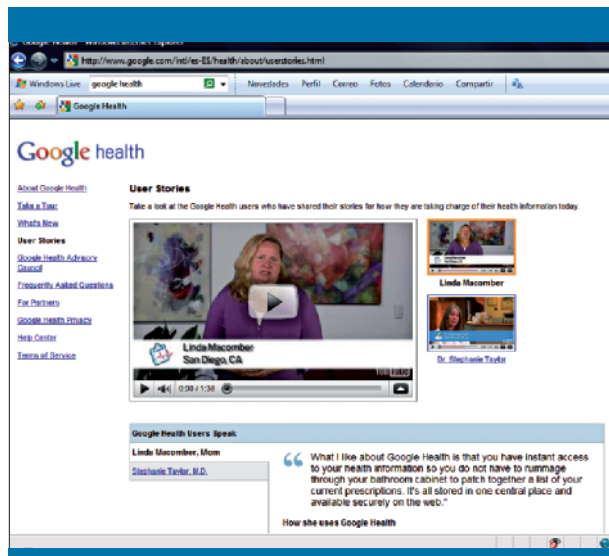 Google Health - Windows Internet Explorer
http://www.google.com/intl/es-ES/health/about/userstories.html
Windows Live google health Novedades Perfil Correo Fotos Calendario Compartir
Google Health
Google health
About Google Health
Take a Tour
What's New
User Stories
Google Health Advisory
Council
Frequently Asked Questions
For Partners
Google Health Privacy
Help Center
Terms of Service
User Stories
Take a look at the Google Health users who have shared their stories for how they are taking charge of their health information today.
Linda Macomber
San Diego, CA
0:08 / 1:38
Linda Macomber
Dr. Stephanie Taylor
Google Health Users Speak
Linda Macomber, Mom
Stephanie Taylor, M.D.
“ What I like about Google Health is that you have instant access
to your health information so you do not have to rummage
through your bathroom cabinet to patch together a list of your
current prescriptions. It's all stored in one central place and
available securely on the web."
How she uses Google Health